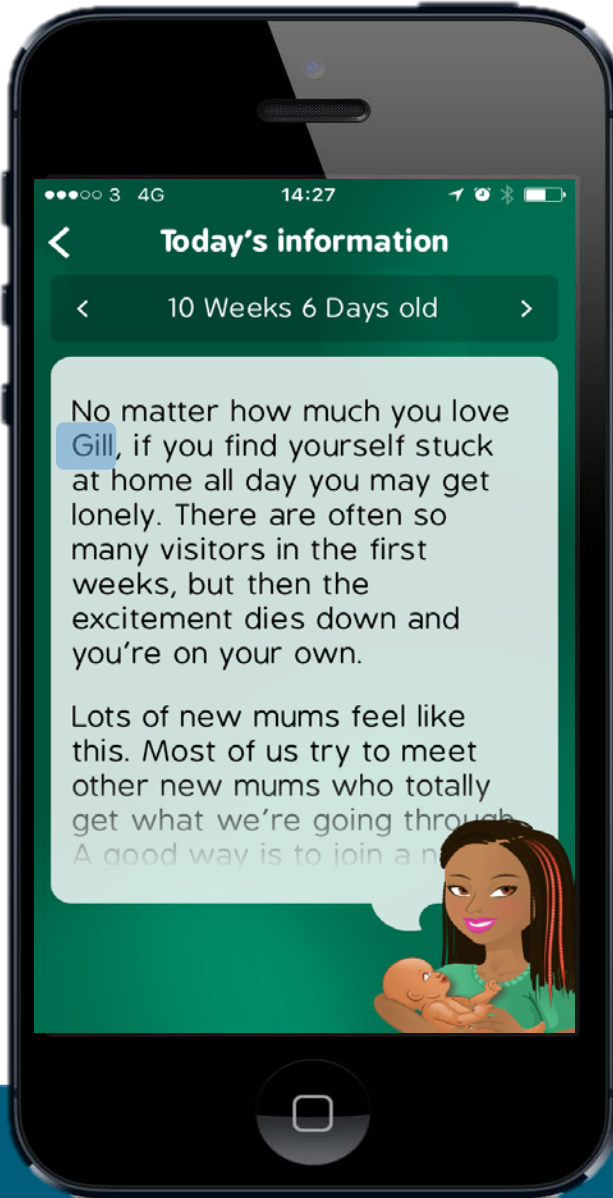 3 4G 14:27
Today's information
10 Weeks 6 Days old
No matter how much you love
Gill, if you find yourself stuck
at home all day you may get
lonely. There are often so
many visitors in the first
weeks, but then the
excitement dies down and
you're on your own.
Lots of new mums feel like
this. Most of us try to meet
other new mums who totally
get what we're going through.
A good way is to join a